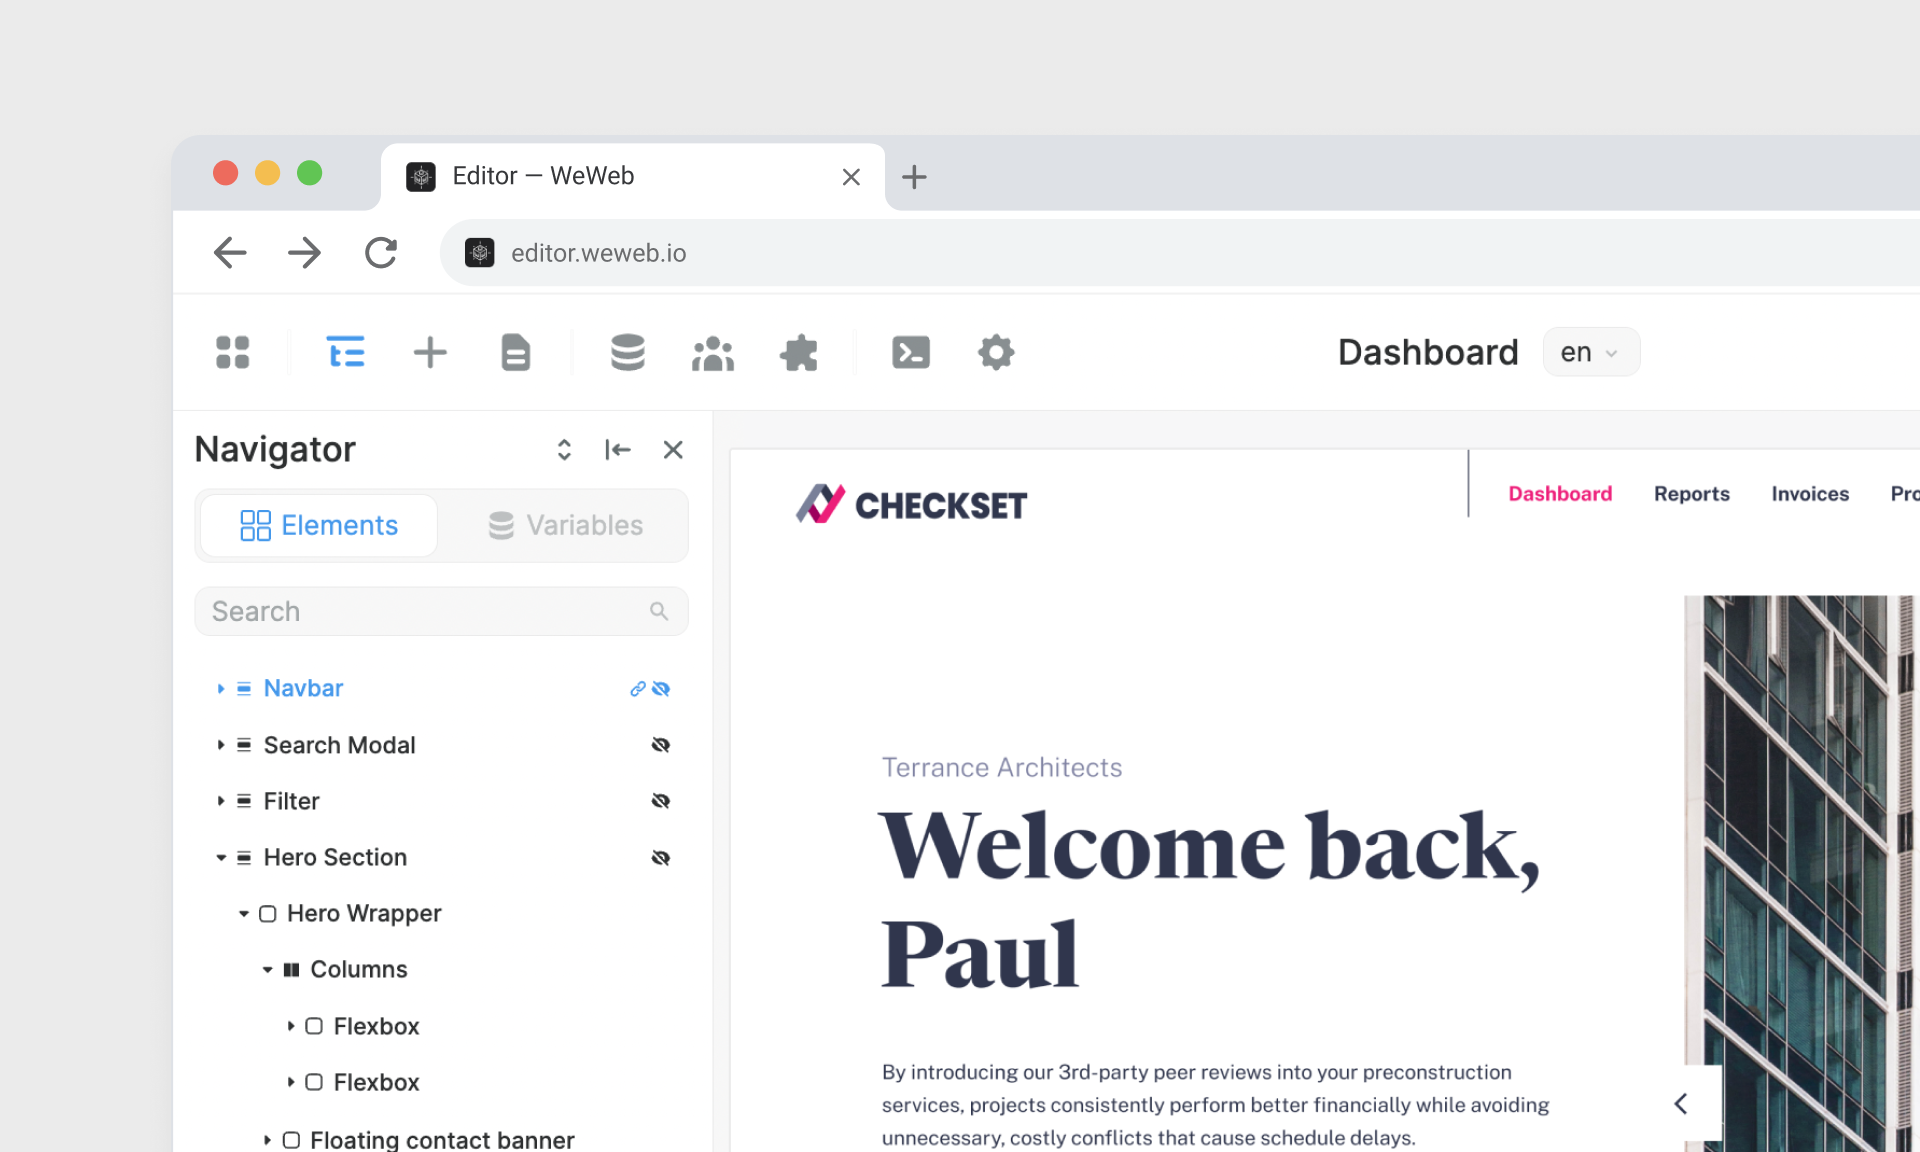 Editor — WeWeb
editor.weweb.io
Dashboard
en
Navigator
Elements
Variables
Search
Navbar
Search Modal
Filter
Hero Section
Hero Wrapper
Columns
Flexbox
Flexbox
Floating contact banner
CHECKSET
Dashboard
Reports
Invoices
Pro
Terrance Architects
Welcome back,
Paul
By introducing our 3rd-party peer reviews into your preconstruction
services, projects consistently perform better financially while avoiding
unnecessary, costly conflicts that cause schedule delays.